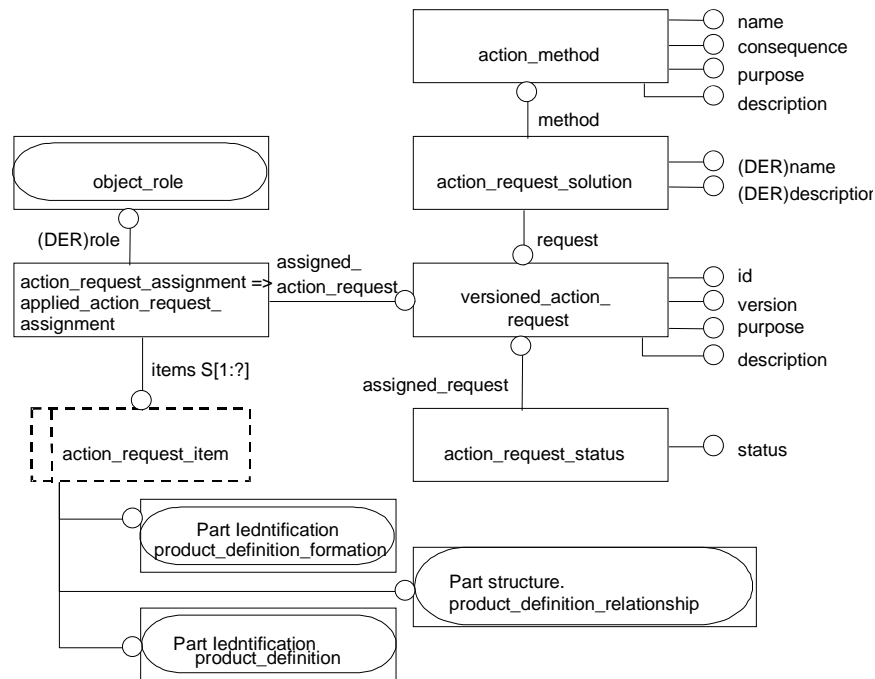 name
consequence
action_method
purpose
description
method
object_role
action_request_solution
(DER)name
(DER)description
(DER)role
request
assigned_
action_request
action_request_assignment =>
applied_action_request_
assignment
versioned_action_
request
id
version
purpose
description
items S[1:?]
assigned_request
action_request_item
action_request_status
status
Part Iedntification
product_definition_formation
Part structure.
product_definition_relationship
Part Iedntification
product_definition